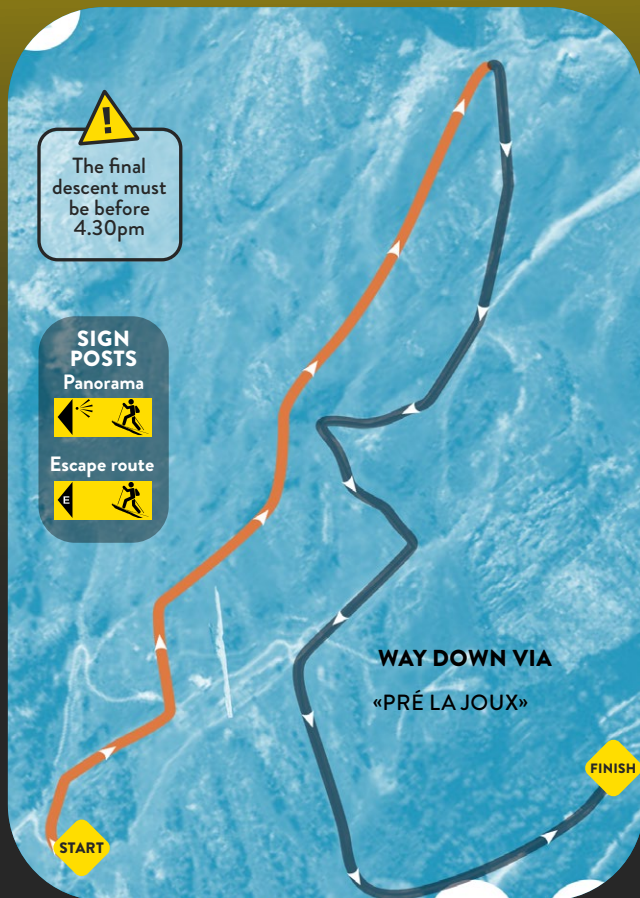 !
The final
descent must
be before
4.30pm
SIGN
POSTS
Panorama
Escape route
E
WAY DOWN VIA
«PRÉ LA JOUX»
FINISH
START